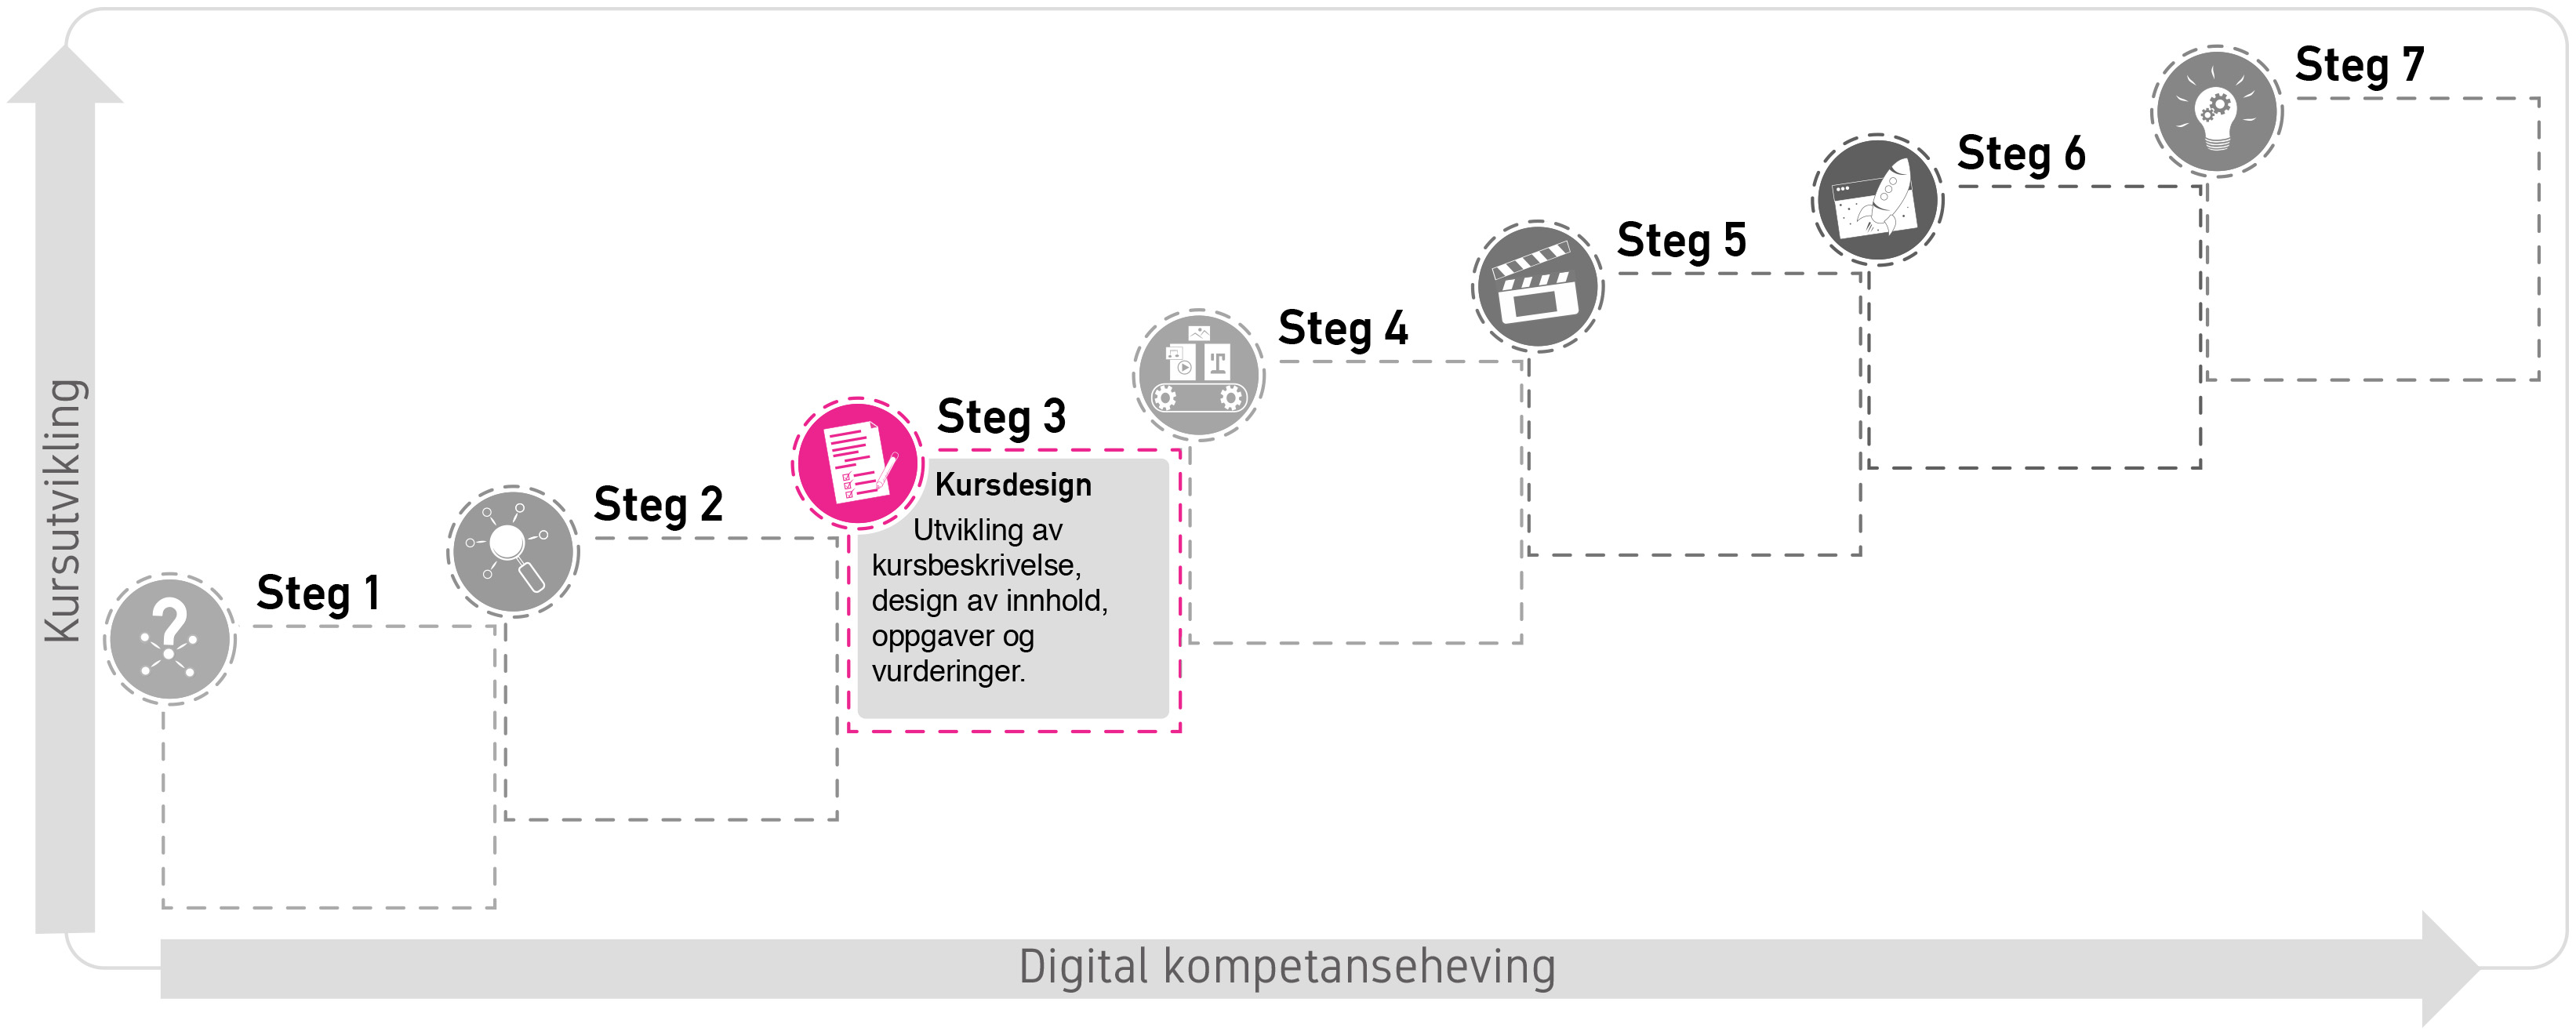 Steg 7
Steg 6
Steg 5
Steg 4
Steg 3
Kursdesign
Utvikling av
kursbeskrivelse,
design av innhold,
oppgaver og
vurderinger.
Steg 2
Steg 1
Kursutvikling
Digital kompetanseheving